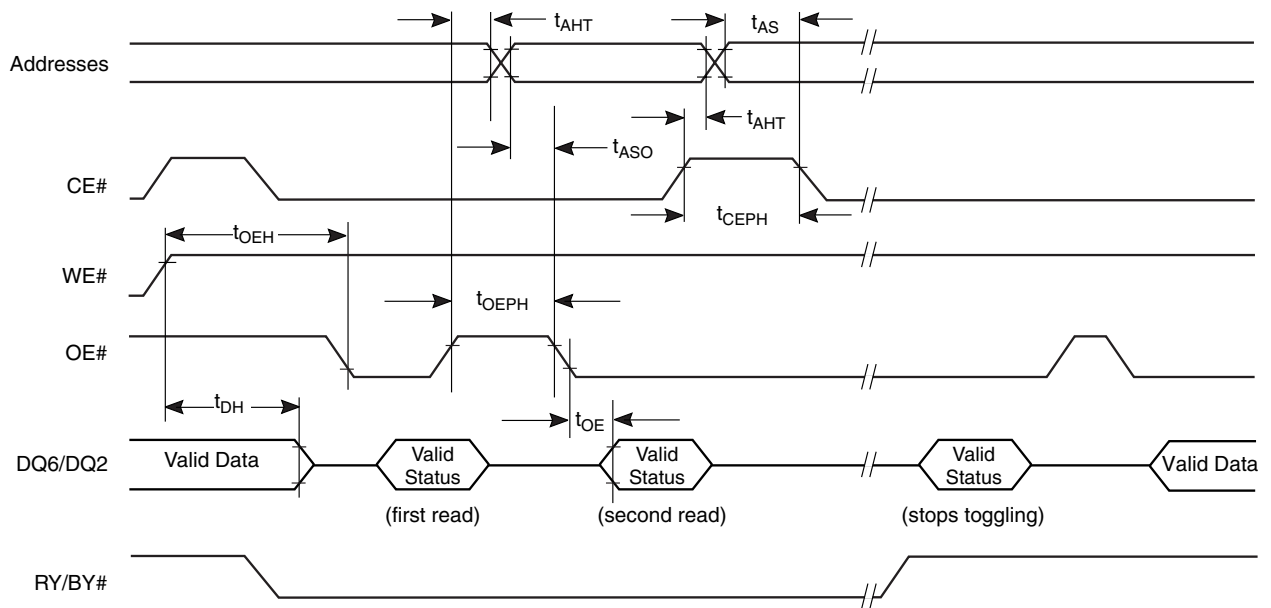 tAHT
tAS
Addresses
tAHT
tASO
CE#
tCEPH
tOEH
WE#
tOEPH
OE#
tDH
tOE
DQ6/DQ2
Valid Data
Valid
Status
Valid
Status
Valid
Status
Valid Data
(first read)
(second read)
(stops toggling)
RY/BY#